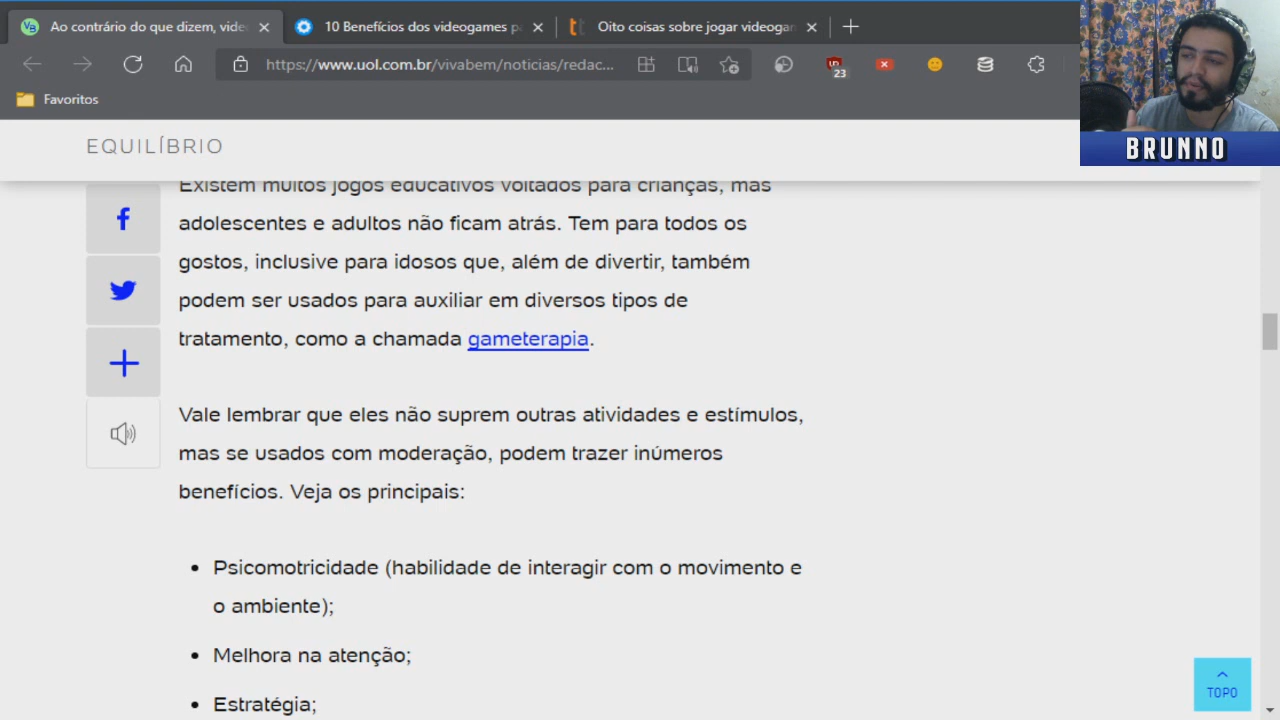 Ao contrário do que dizem, vide
10 Benefícios dos videogames p
Oito coisas sobre jogar videogan
https://www.uol.com.br/vivabem/noticias/redac...
23
Favoritos
BRUNNO
EQUILÍBRIO
Existem muitos jogos educativos voltados para crianças, mas
adolescentes e adultos não ficam atrás. Tem para todos os
gostos, inclusive para idosos que, além de divertir, também
podem ser usados para auxiliar em diversos tipos de
tratamento, como a chamada gameterapia.
Vale lembrar que eles não suprem outras atividades e estímulos,
mas se usados com moderação, podem trazer inúmeros
benefícios. Veja os principais:
• Psicomotricidade (habilidade de interagir com o movimento e
o ambiente);
• Melhora na atenção;
• Estratégia;
TOPO